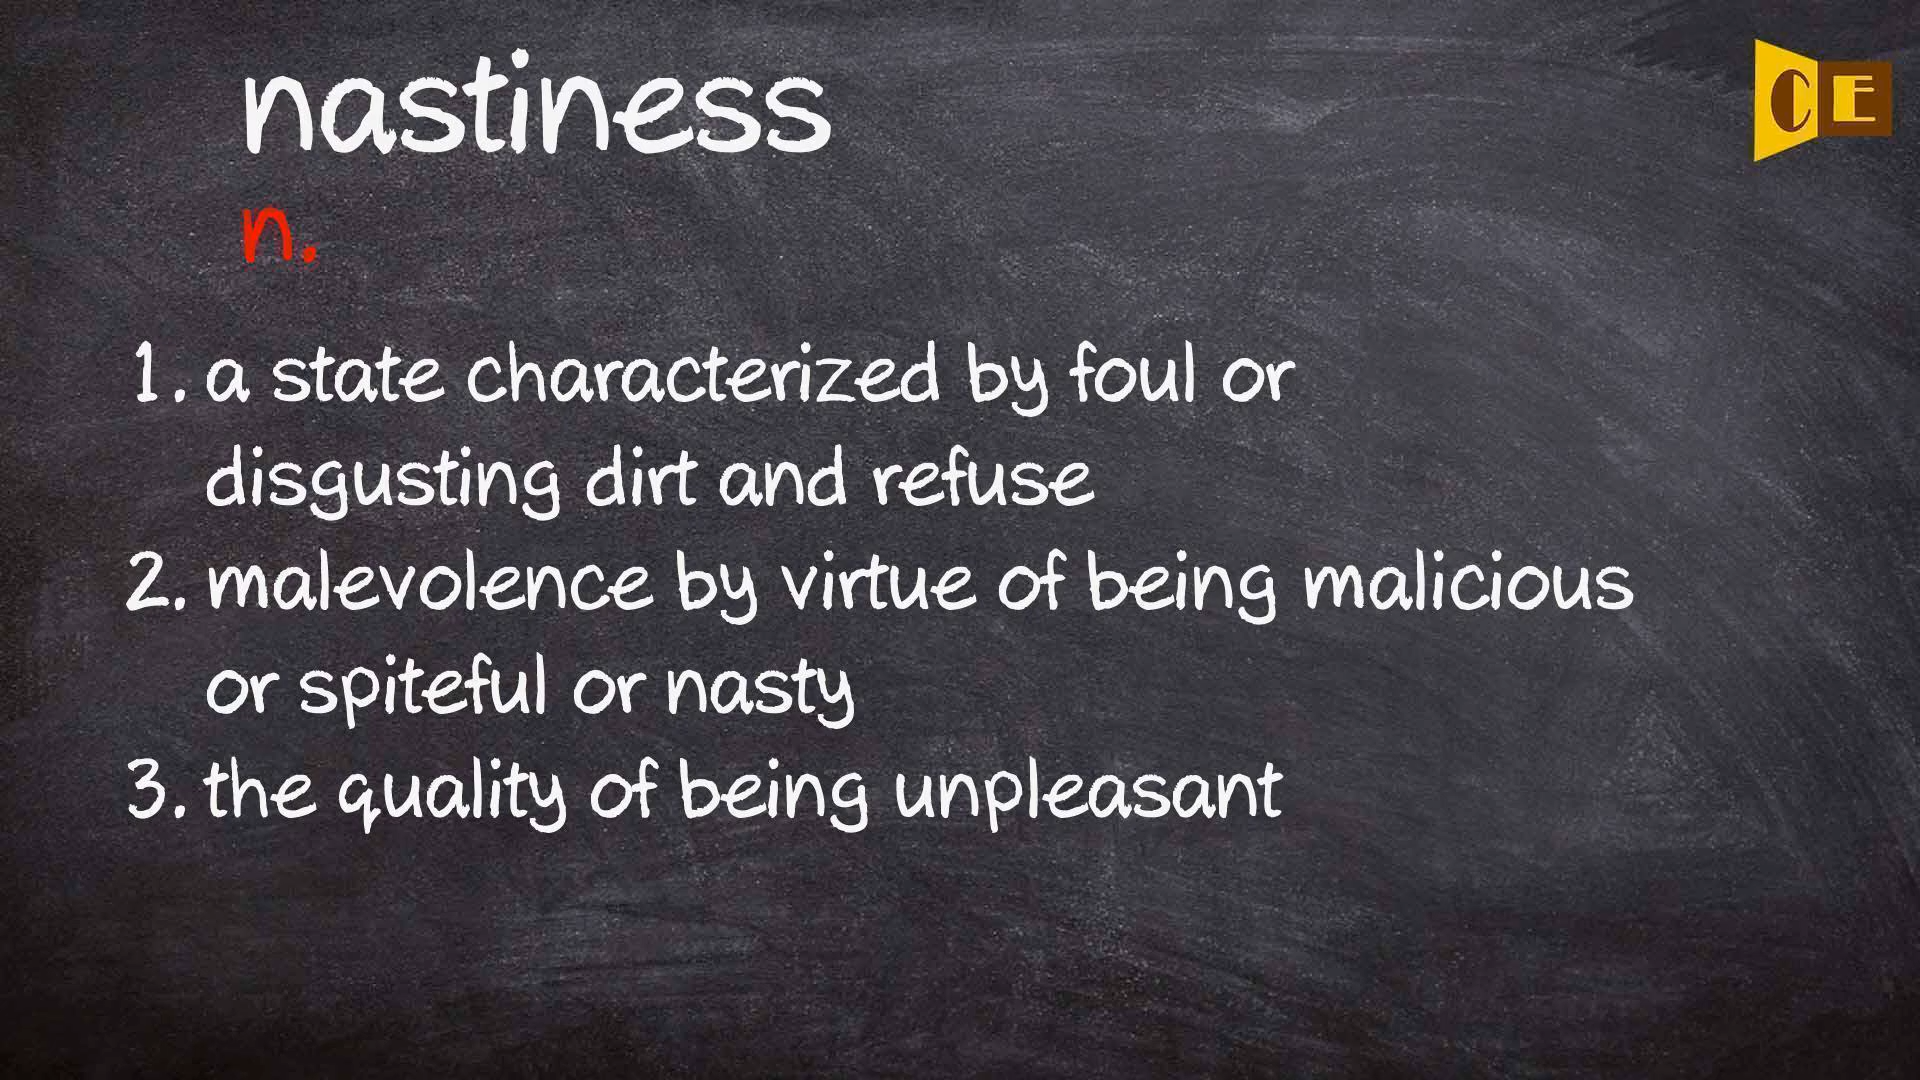 nastiness
CE
n.
1. a state characterized by foul or
disgusting dirt and refuse
2. malevolence by virtue of being malicious
or spiteful or nasty
3. the quality of being unpleasant